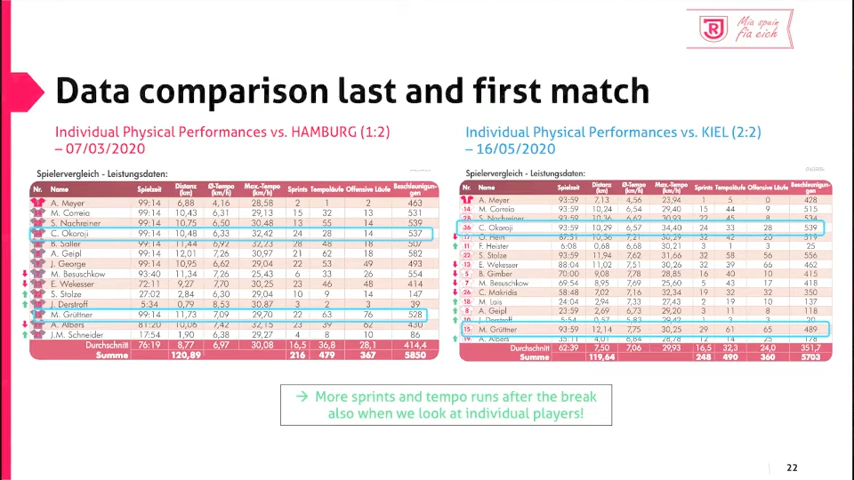 Mia spuin
fia eich
Data comparison last and first match
Individual Physical Performances vs. HAMBURG (1:2)
– 07/03/2020
Spielervergleich - Leistungsdaten:
Nr. Name Spielzeit Distanz (km) Ø-Tempo (km/h) Max.-Tempo (km/h) Sprints Tempoläufe Offensive Läufe Beschleunigungen
A. Meyer 99:14 6,88 4,16 28,58 2 1 2 463
M. Correia 99:14 10,43 6,31 29,13 15 32 13 531
S. Nachreiner 99:14 10,75 6,50 30,48 13 55 14 539
C. Okoroji 99:14 10,48 6,33 32,42 24 28 14 537
B. Saller 99:14 11,44 6,92 32,23 28 48 18 507
A. Geipl 99:14 12,01 7,26 30,97 21 62 18 582
J. George 99:14 10,95 6,62 29,04 22 53 49 493
M. Besuschkow 93:40 11,34 7,26 25,43 6 33 26 554
E. Wekesser 72:11 9,27 7,70 30,25 23 46 48 414
S. Stolze 27:02 2,84 6,30 29,04 10 9 14 147
J. Derstroff 5:34 0,79 8,53 30,87 3 2 3 39
M. Grüttner 99:14 11,73 7,09 29,70 22 63 76 528
A. Albers 81:20 10,06 7,42 32,15 23 39 62 430
J.M. Schneider 17:54 1,90 6,38 29,27 4 8 10 86
Durchschnitt 76:19 8,77 6,97 30,08 16,5 36,8 28,1 414,4
Summe 120,89 216 479 367 5850
Individual Physical Performances vs. KIEL (2:2)
– 16/05/2020
Spielervergleich - Leistungsdaten:
Nr. Name Spielzeit Distanz (km) Ø-Tempo (km/h) Max.-Tempo (km/h) Sprints Tempoläufe Offensive Läufe Beschleunigungen
1 A. Meyer 93:59 7,13 4,56 23,94 1 5 0 428
14 M. Correia 93:59 10,24 6,54 29,40 15 44 9 515
28 S. Nachreiner 93:59 10,36 6,62 30,93 22 45 8 534
36 C. Okoroji 93:59 10,29 6,57 34,40 24 33 28 539
17 O. Hein 87:51 10,56 7,21 30,29 32 42 20 519
11 F. Heister 6:08 0,68 6,68 30,21 3 1 3 25
22 S. Stolze 93:59 11,94 7,62 31,66 32 58 56 556
13 E. Wekesser 88:04 11,02 7,51 30,26 32 39 66 462
5 B. Gimber 70:00 9,08 7,78 28,85 16 40 10 415
7 M. Besuschkow 69:54 8,95 7,69 25,60 5 43 17 418
26 C. Makridis 58:48 7,02 7,16 32,34 19 32 20 350
18 M. Lais 24:04 2,94 7,33 27,43 2 19 10 137
8 A. Geipl 23:59 2,69 6,73 29,20 3 11 8 118
J. Derstroff
15 M. Grüttner 93:59 12,14 7,75 30,25 29 61 65 489
A. Albers
Durchschnitt 62:39 7,50 7,06 29,93 16,5 32,3 24,0 351,7
Summe 119,64 248 490 360 5703
→ More sprints and tempo runs after the break
also when we look at individual players!
22